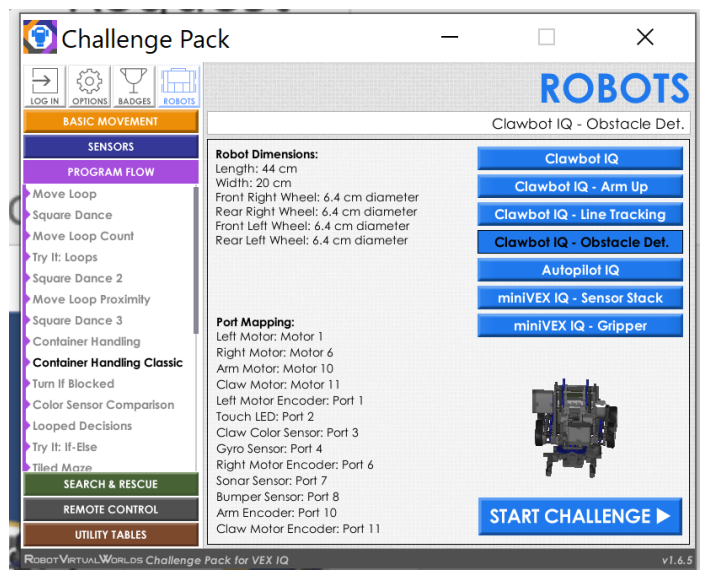 Challenge Pack
LOG IN
OPTIONS
BADGES
ROBOTS
ROBOTS
BASIC MOVEMENT
Clawbot IQ - Obstacle Det.
SENSORS
PROGRAM FLOW
Move Loop
Square Dance
Move Loop Count
Try It: Loops
Square Dance 2
Move Loop Proximity
Square Dance 3
Container Handling
Container Handling Classic
Turn If Blocked
Color Sensor Comparison
Looped Decisions
Try It: If-Else
Tiled Maze
SEARCH & RESCUE
REMOTE CONTROL
UTILITY TABLES
Robot Dimensions:
Length: 44 cm
Width: 20 cm
Front Right Wheel: 6.4 cm diameter
Rear Right Wheel: 6.4 cm diameter
Front Left Wheel: 6.4 cm diameter
Rear Left Wheel: 6.4 cm diameter
Port Mapping:
Left Motor: Motor 1
Right Motor: Motor 6
Arm Motor: Motor 10
Claw Motor: Motor 11
Left Motor Encoder: Port 1
Touch LED: Port 2
Claw Color Sensor: Port 3
Gyro Sensor: Port 4
Right Motor Encoder: Port 6
Sonar Sensor: Port 7
Bumper Sensor: Port 8
Arm Encoder: Port 10
Claw Motor Encoder: Port 11
Clawbot IQ
Clawbot IQ - Arm Up
Clawbot IQ - Line Tracking
Clawbot IQ - Obstacle Det.
Autopilot IQ
miniVEX IQ - Sensor Stack
miniVEX IQ - Gripper
START CHALLENGE
ROBOTVIRTUALWORLDS Challenge Pack for VEX IQ
v1.6.5